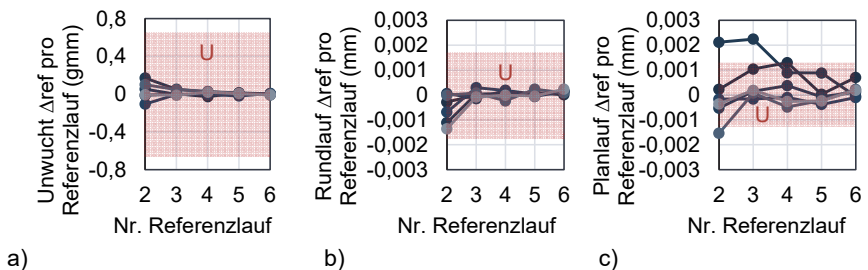 Unwucht Δref pro
Referenzlauf (gmm)
0,8
0,4
0
-0,4
-0,8
U
2 3 4 5 6
Nr. Referenzlauf
a)
Rundlauf Δref pro
Referenzlauf (mm)
0,003
0,002
0,001
0
-0,001
-0,002
-0,003
U
2 3 4 5 6
Nr. Referenzlauf
b)
Planlauf Δref pro
Referenzlauf (mm)
0,003
0,002
0,001
0
-0,001
-0,002
-0,003
U
2 3 4 5 6
Nr. Referenzlauf
c)